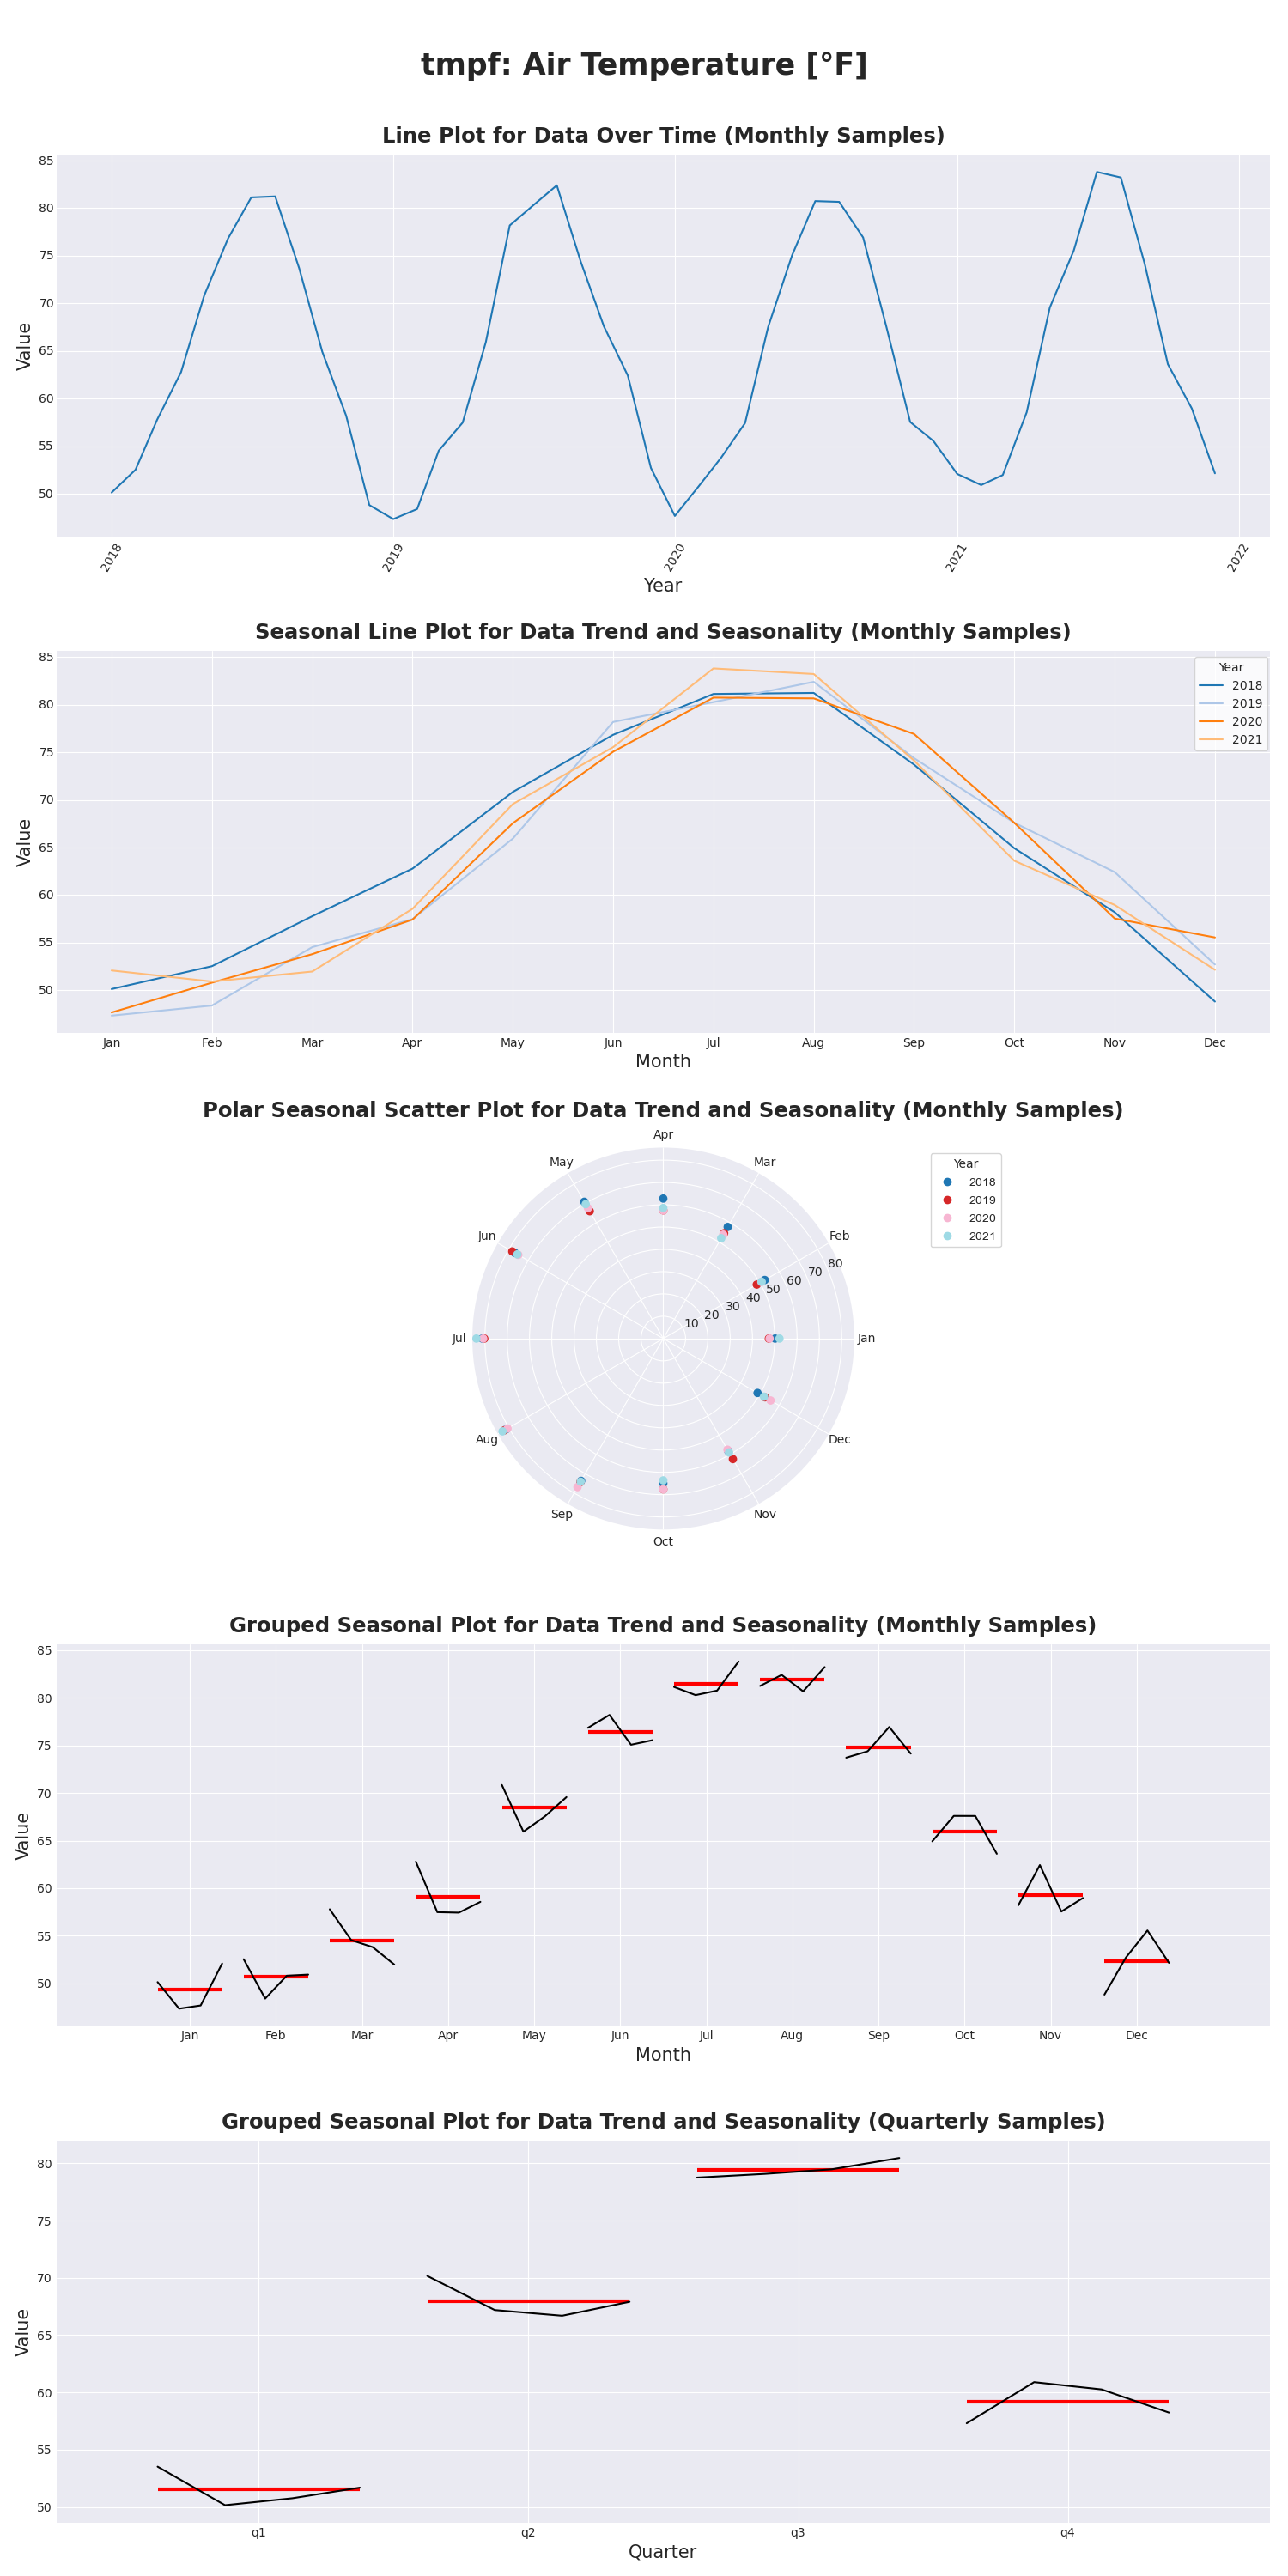 tmpf: Air Temperature [°F]
Line Plot for Data Over Time (Monthly Samples)
85
80
75
70
65
60
55
50
Value
2018
2019
2020
2021
2022
Year
Seasonal Line Plot for Data Trend and Seasonality (Monthly Samples)
85
80
75
70
65
60
55
50
Value
Year
2018
2019
2020
2021
Jan
Feb
Mar
Apr
May
Jun
Jul
Aug
Sep
Oct
Nov
Dec
Month
Polar Seasonal Scatter Plot for Data Trend and Seasonality (Monthly Samples)
Jan
Feb
Mar
Apr
May
Jun
Jul
Aug
Sep
Oct
Nov
Dec
10
20
30
40
50
60
70
80
Year
2018
2019
2020
2021
Grouped Seasonal Plot for Data Trend and Seasonality (Monthly Samples)
85
80
75
70
65
60
55
50
Value
Jan
Feb
Mar
Apr
May
Jun
Jul
Aug
Sep
Oct
Nov
Dec
Month
Grouped Seasonal Plot for Data Trend and Seasonality (Quarterly Samples)
80
75
70
65
60
55
50
Value
q1
q2
q3
q4
Quarter